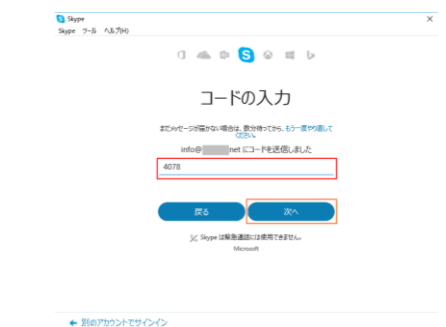 Skype
Skype ツール ヘルプ(H)
コードの入力
まだメッセージが届かない場合は、数分待ってから、もう一度やり直して
ください。
info@ net にコードを送信しました
4078
戻る 次へ
Skype は緊急通話には使用できません。
Microsoft
別のアカウントでサインイン